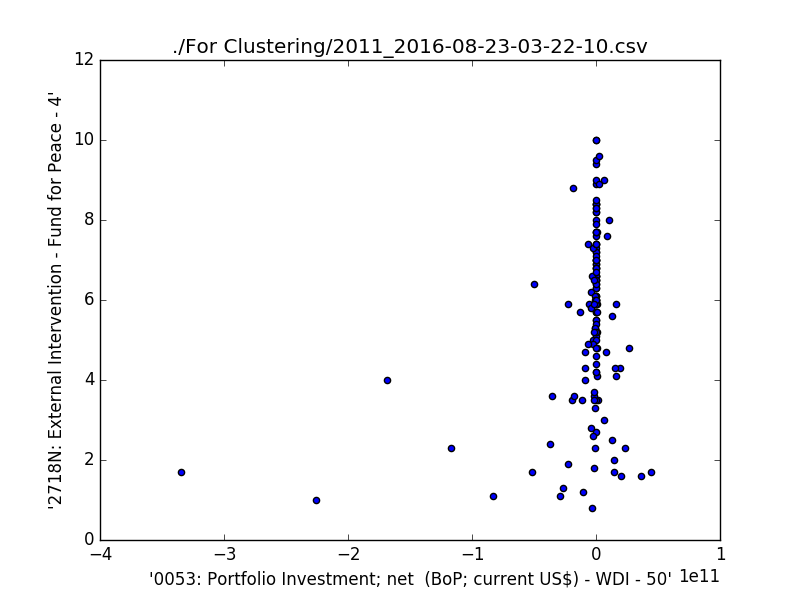 ./For Clustering/2011_2016-08-23-03-22-10.csv
12
10
8
6
4
2
0
'2718N: External Intervention - Fund for Peace - 4'
−4 −3 −2 −1 0 1
1e11
'0053: Portfolio Investment; net  (BoP; current US$) - WDI - 50'